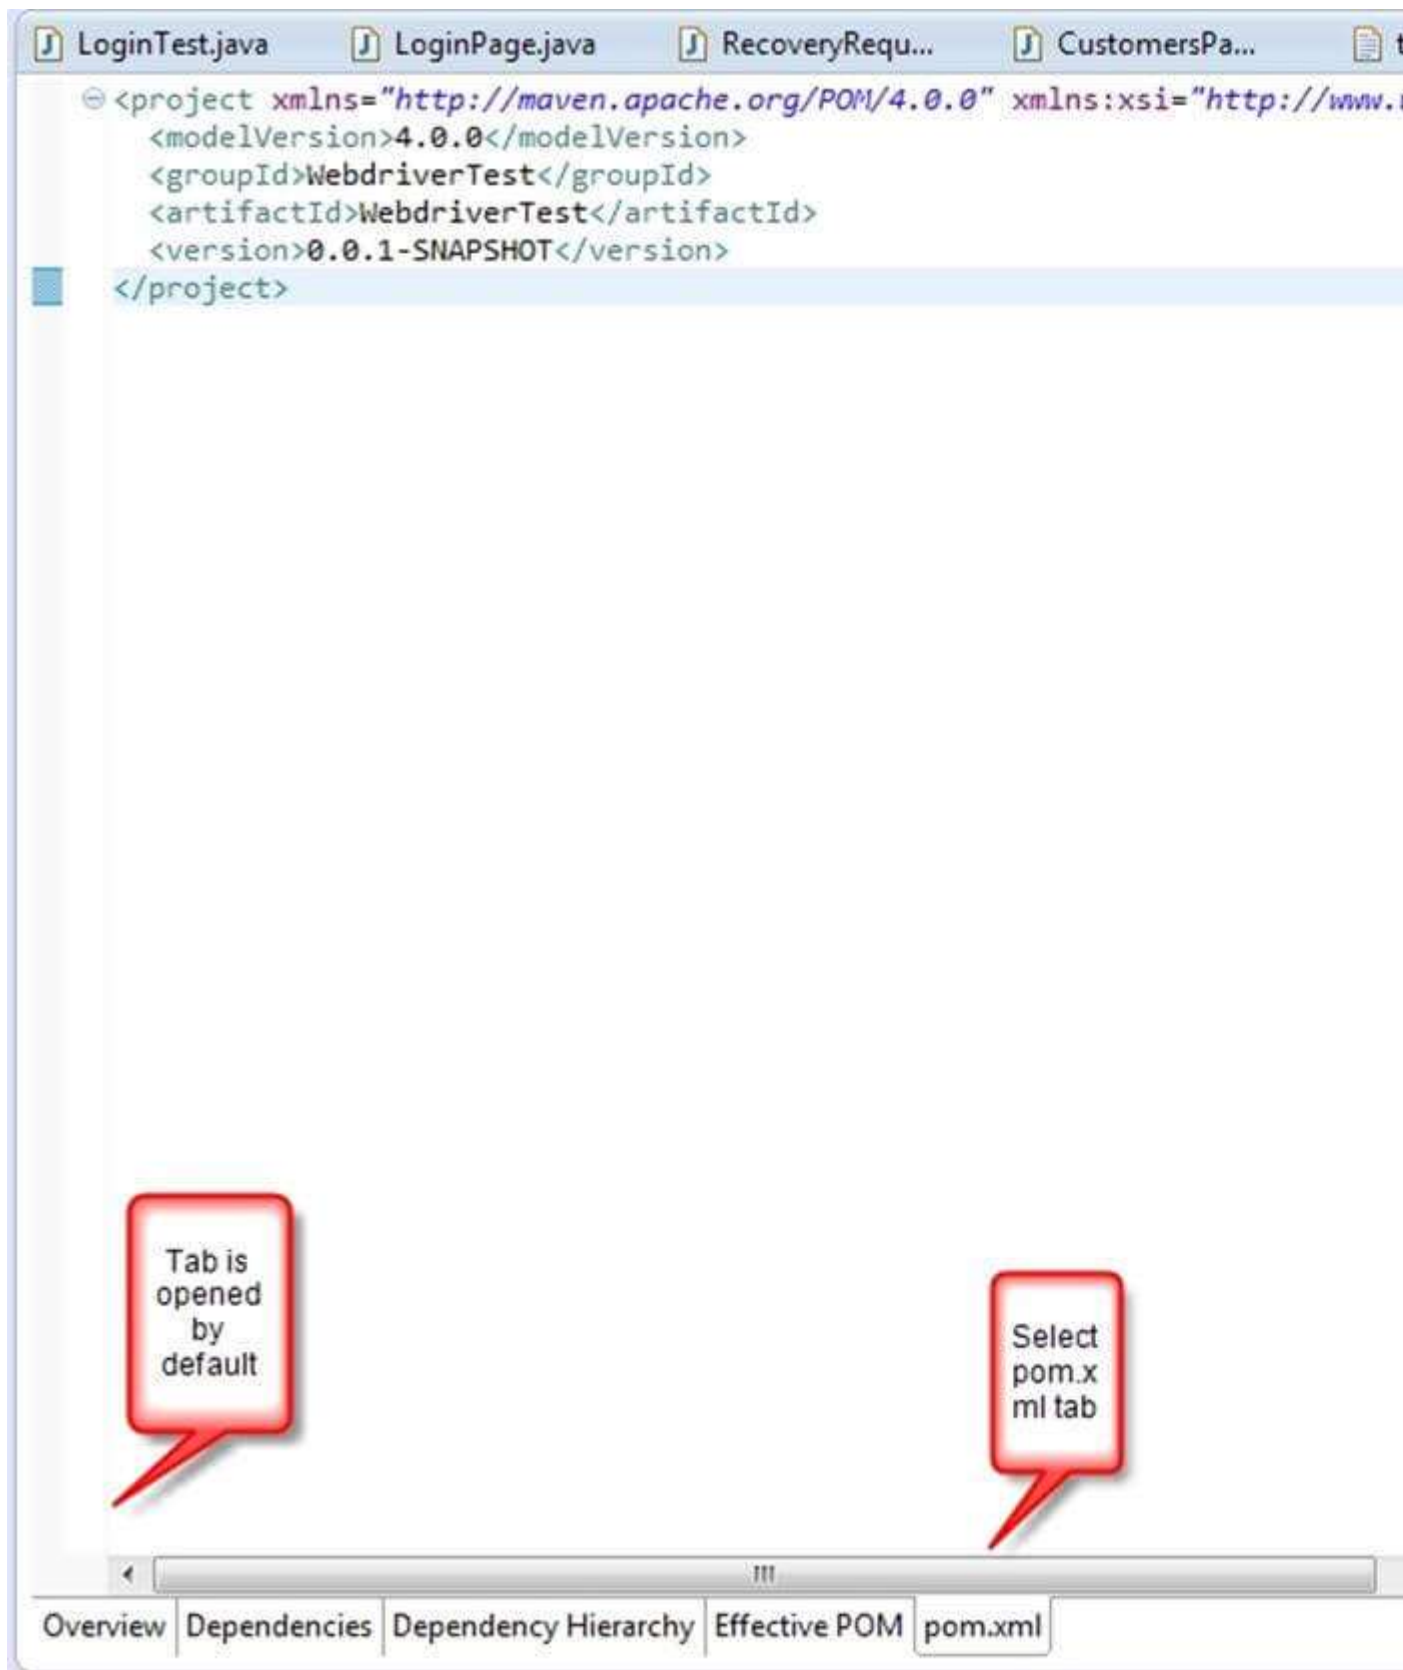 LoginTest.java LoginPage.java RecoveryRequ... CustomersPa... t
<project xmlns="http://maven.apache.org/POM/4.0.0" xmlns:xsi="http://www.
<modelVersion>4.0.0</modelVersion>
<groupId>WebdriverTest</groupId>
<artifactId>WebdriverTest</artifactId>
<version>0.0.1-SNAPSHOT</version>
</project>
Tab is
opened
by
default
Select
pom.x
ml tab
Overview Dependencies Dependency Hierarchy Effective POM pom.xml